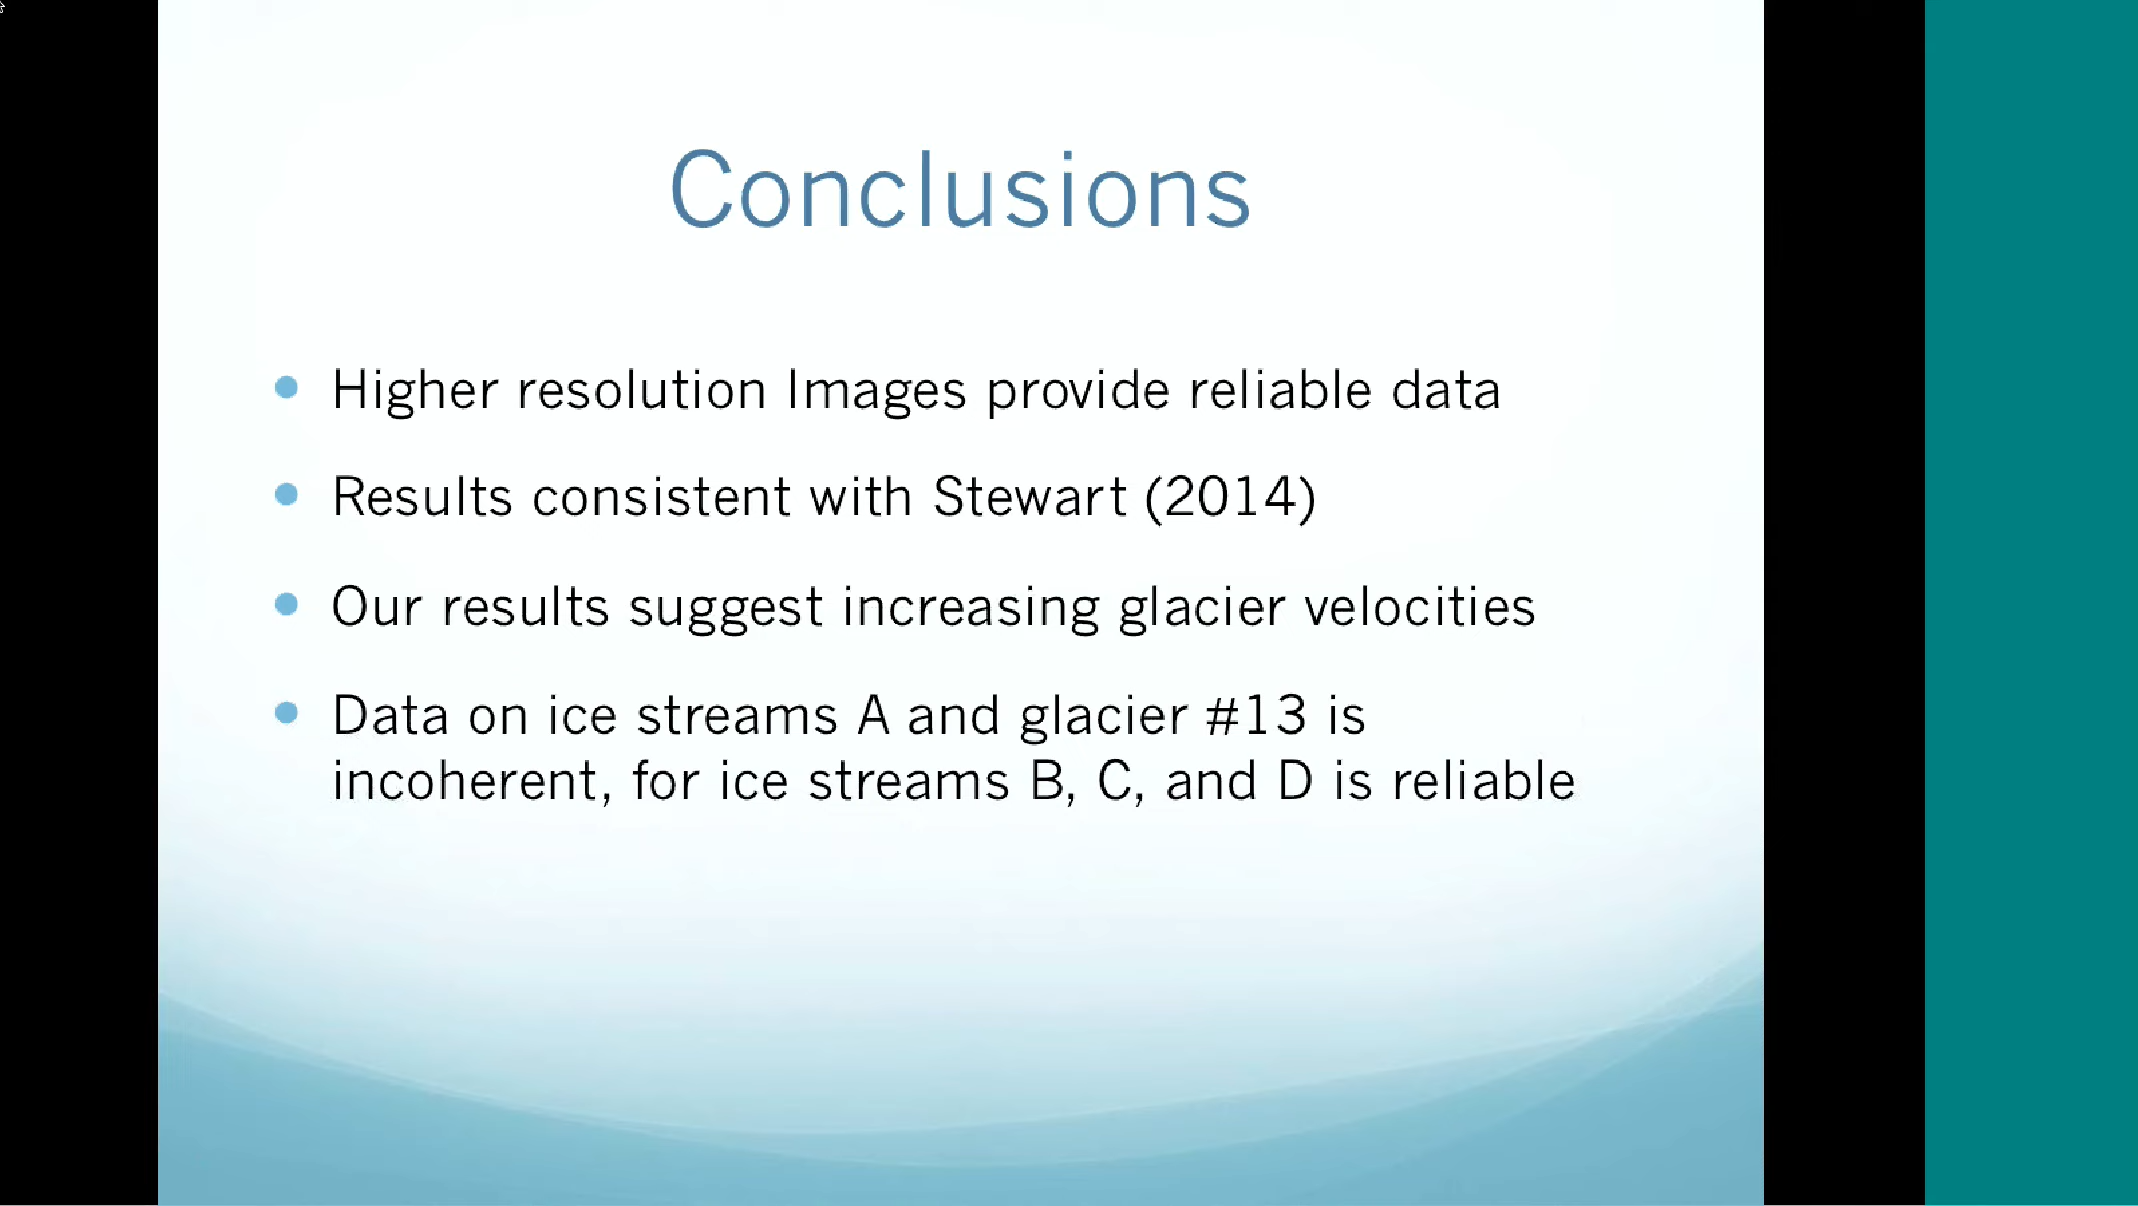 Conclusions
Higher resolution Images provide reliable data
Results consistent with Stewart (2014)
Our results suggest increasing glacier velocities
Data on ice streams A and glacier #13 is
incoherent, for ice streams B, C, and D is reliable